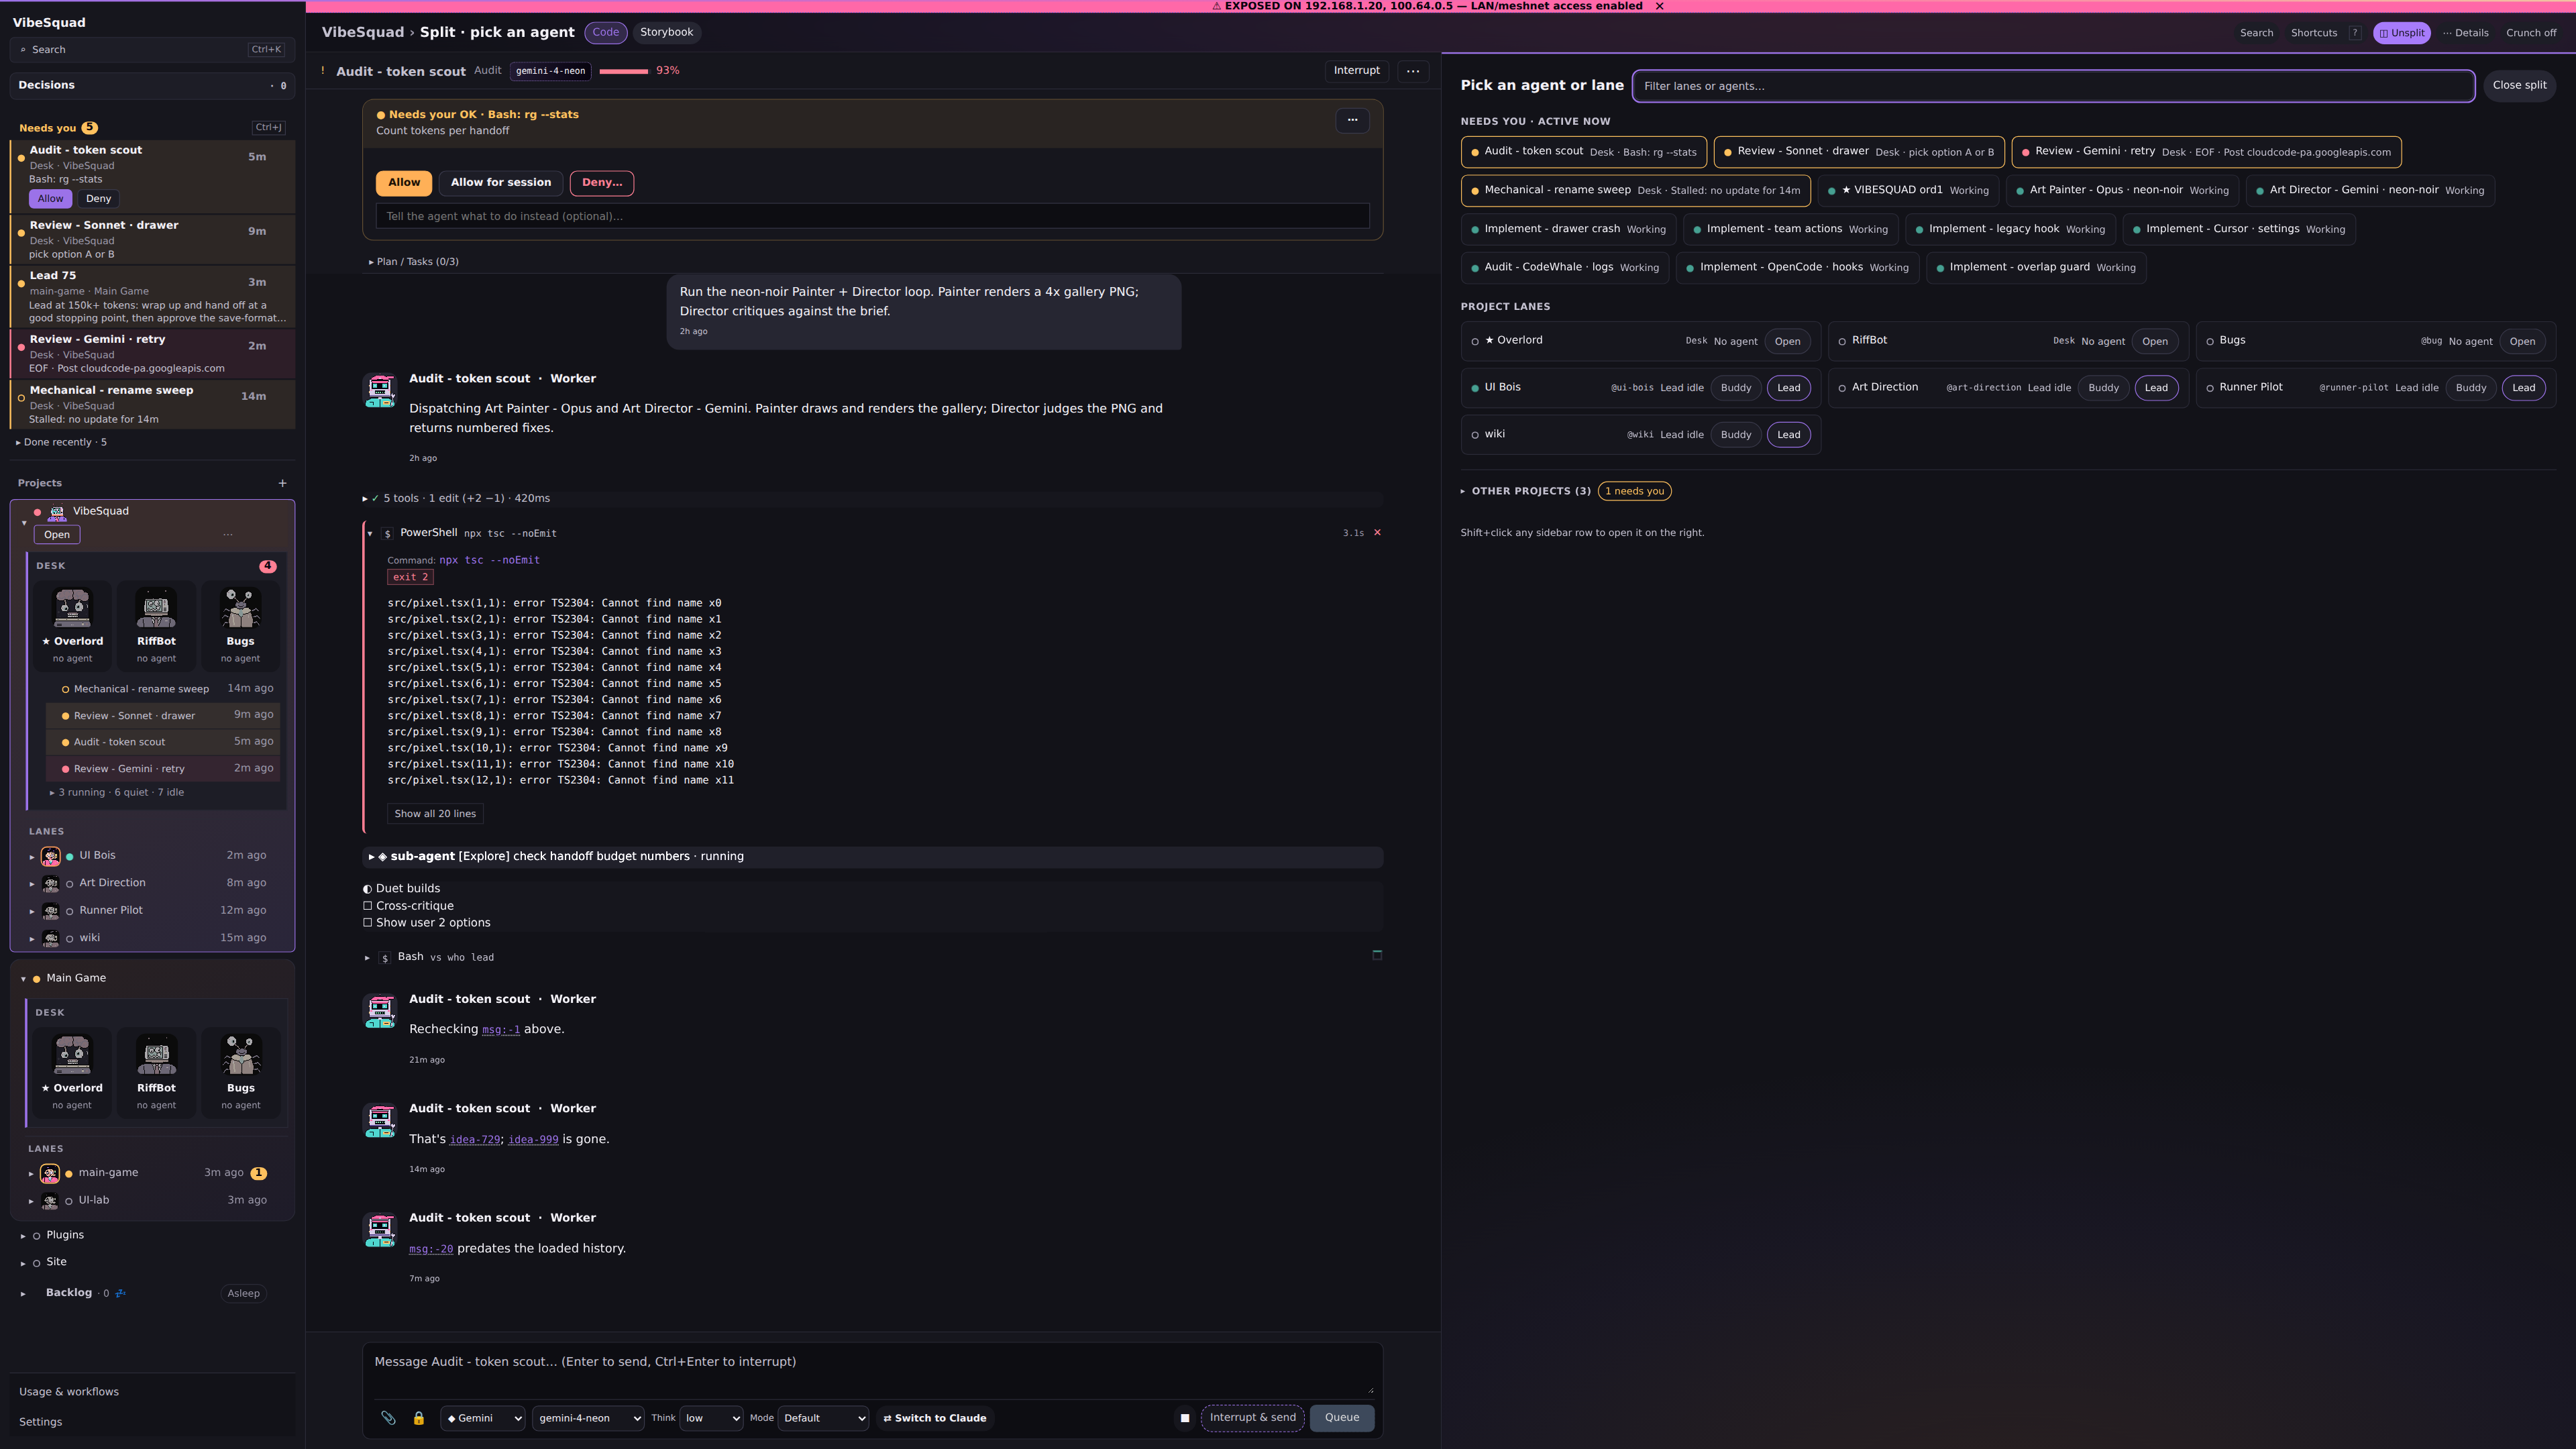 ⚠ EXPOSED ON 192.168.1.20, 100.64.0.5 — LAN/meshnet access enabled ✕
VibeSquad
Search Ctrl+K
Decisions · 0
Needs you 5 Ctrl+J
Audit - token scout 5m
Desk · VibeSquad
Bash: rg --stats
Allow Deny
Review - Sonnet · drawer 9m
Desk · VibeSquad
pick option A or B
Lead 75 3m
main-game · Main Game
Lead at 150k+ tokens: wrap up and hand off at a
good stopping point, then approve the save-format…
Review - Gemini · retry 2m
Desk · VibeSquad
EOF · Post cloudcode-pa.googleapis.com
Mechanical - rename sweep 14m
Desk · VibeSquad
Stalled: no update for 14m
▸ Done recently · 5
Projects +
▾ VibeSquad
Open ⋯
DESK 4
★ Overlord RiffBot Bugs
no agent no agent no agent
Mechanical - rename sweep 14m ago
Review - Sonnet · drawer 9m ago
Audit - token scout 5m ago
Review - Gemini · retry 2m ago
▸ 3 running · 6 quiet · 7 idle
LANES
▸ UI Bois 2m ago
▸ Art Direction 8m ago
▸ Runner Pilot 12m ago
▸ wiki 15m ago
▾ Main Game
DESK
★ Overlord RiffBot Bugs
no agent no agent no agent
LANES
▸ main-game 3m ago 1
▸ UI-lab 3m ago
▸ Plugins
▸ Site
▸ Backlog · 0 💤 Asleep
Usage & workflows
Settings
VibeSquad › Split · pick an agent Code Storybook
Search Shortcuts ? Unsplit ⋯ Details Crunch off
! Audit - token scout Audit gemini-4-neon 93% Interrupt ⋯
Needs your OK · Bash: rg --stats ⋯
Count tokens per handoff
Allow Allow for session Deny…
Tell the agent what to do instead (optional)…
▸ Plan / Tasks (0/3)
Run the neon-noir Painter + Director loop. Painter renders a 4x gallery PNG;
Director critiques against the brief.
2h ago
Audit - token scout · Worker
Dispatching Art Painter - Opus and Art Director - Gemini. Painter draws and renders the gallery; Director judges the PNG and
returns numbered fixes.
2h ago
▸ ✓ 5 tools · 1 edit (+2 −1) · 420ms
▾ $ PowerShell npx tsc --noEmit 3.1s ✕
Command: npx tsc --noEmit
exit 2
src/pixel.tsx(1,1): error TS2304: Cannot find name x0
src/pixel.tsx(2,1): error TS2304: Cannot find name x1
src/pixel.tsx(3,1): error TS2304: Cannot find name x2
src/pixel.tsx(4,1): error TS2304: Cannot find name x3
src/pixel.tsx(5,1): error TS2304: Cannot find name x4
src/pixel.tsx(6,1): error TS2304: Cannot find name x5
src/pixel.tsx(7,1): error TS2304: Cannot find name x6
src/pixel.tsx(8,1): error TS2304: Cannot find name x7
src/pixel.tsx(9,1): error TS2304: Cannot find name x8
src/pixel.tsx(10,1): error TS2304: Cannot find name x9
src/pixel.tsx(11,1): error TS2304: Cannot find name x10
src/pixel.tsx(12,1): error TS2304: Cannot find name x11
Show all 20 lines
▸ ◈ sub-agent [Explore] check handoff budget numbers · running
◐ Duet builds
☐ Cross-critique
☐ Show user 2 options
▸ $ Bash vs who lead
Audit - token scout · Worker
Rechecking msg:-1 above.
21m ago
Audit - token scout · Worker
That's idea-729; idea-999 is gone.
14m ago
Audit - token scout · Worker
msg:-20 predates the loaded history.
7m ago
Message Audit - token scout… (Enter to send, Ctrl+Enter to interrupt)
📎 🔒 ◆ Gemini gemini-4-neon Think low Mode Default ⇄ Switch to Claude ■ Interrupt & send Queue
Pick an agent or lane Filter lanes or agents… Close split
NEEDS YOU · ACTIVE NOW
Audit - token scout Desk · Bash: rg --stats Review - Sonnet · drawer Desk · pick option A or B Review - Gemini · retry Desk · EOF · Post cloudcode-pa.googleapis.com
Mechanical - rename sweep Desk · Stalled: no update for 14m ★ VIBESQUAD ord1 Working Art Painter - Opus · neon-noir Working Art Director - Gemini · neon-noir Working
Implement - drawer crash Working Implement - team actions Working Implement - legacy hook Working Implement - Cursor · settings Working
Audit - CodeWhale · logs Working Implement - OpenCode · hooks Working Implement - overlap guard Working
PROJECT LANES
★ Overlord Desk No agent Open RiffBot Desk No agent Open Bugs @bug No agent Open
UI Bois @ui-bois Lead idle Buddy Lead Art Direction @art-direction Lead idle Buddy Lead Runner Pilot @runner-pilot Lead idle Buddy Lead
wiki @wiki Lead idle Buddy Lead
▸ OTHER PROJECTS (3) 1 needs you
Shift+click any sidebar row to open it on the right.